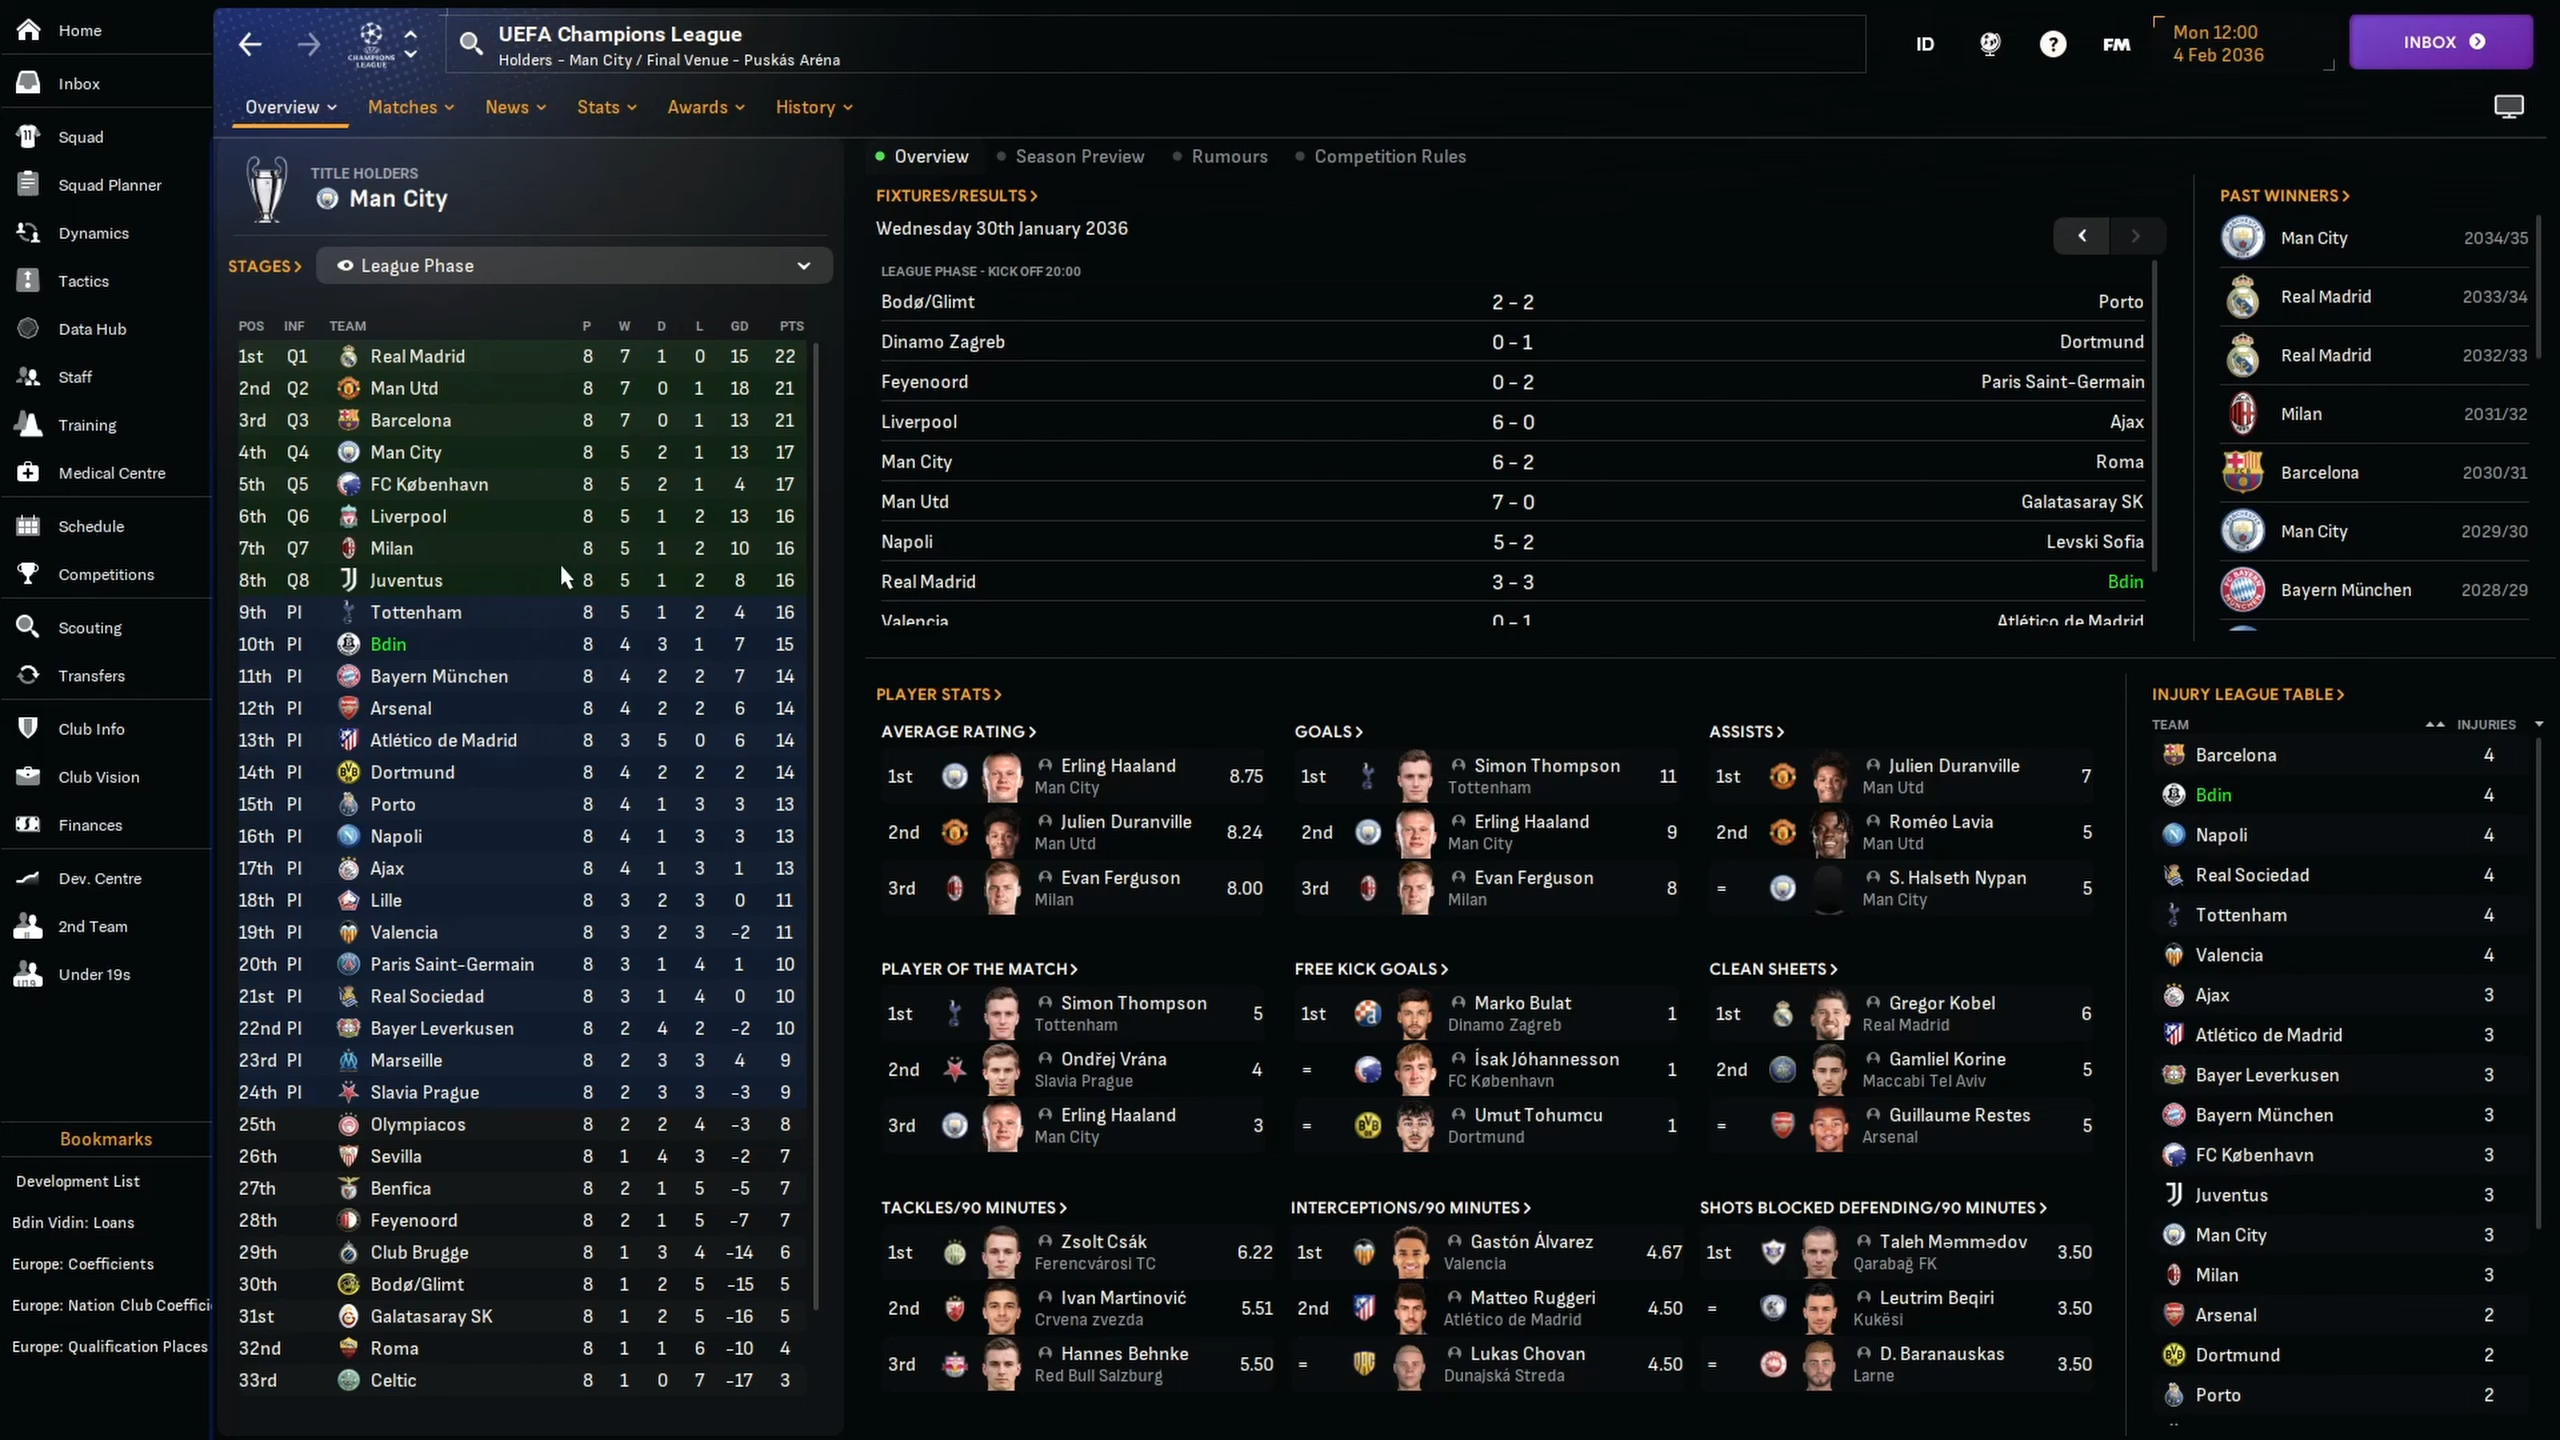 Home
Inbox
Squad
Squad Planner
Dynamics
Tactics
Data Hub
Staff
Training
Medical Centre
Schedule
Competitions
Scouting
Transfers
Club Info
Club Vision
Finances
Dev. Centre
2nd Team
Under 19s
Bookmarks
Development List
Bdin Vidin: Loans
Europe: Coefficients
Europe: Nation Club Coeffici
Europe: Qualification Places
CHAMPIONS LEAGUE
UEFA Champions League
Holders - Man City / Final Venue - Puskás Aréna
ID
FM
Mon 12:00
4 Feb 2036
INBOX
Overview Matches News Stats Awards History
TITLE HOLDERS
Man City
STAGES League Phase
POS INF TEAM P W D L GD PTS
1st Q1 Real Madrid 8 7 1 0 15 22
2nd Q2 Man Utd 8 7 0 1 18 21
3rd Q3 Barcelona 8 7 0 1 13 21
4th Q4 Man City 8 5 2 1 13 17
5th Q5 FC København 8 5 2 1 4 17
6th Q6 Liverpool 8 5 1 2 13 16
7th Q7 Milan 8 5 1 2 10 16
8th Q8 Juventus 8 5 1 2 8 16
9th Pl Tottenham 8 5 1 2 4 16
10th Pl Bdin 8 4 3 1 7 15
11th Pl Bayern München 8 4 2 2 7 14
12th Pl Arsenal 8 4 2 2 6 14
13th Pl Atlético de Madrid 8 3 5 0 6 14
14th Pl Dortmund 8 4 2 2 2 14
15th Pl Porto 8 4 1 3 3 13
16th Pl Napoli 8 4 1 3 3 13
17th Pl Ajax 8 4 1 3 1 13
18th Pl Lille 8 3 2 3 0 11
19th Pl Valencia 8 3 2 3 -2 11
20th Pl Paris Saint-Germain 8 3 1 4 1 10
21st Pl Real Sociedad 8 3 1 4 0 10
22nd Pl Bayer Leverkusen 8 2 4 2 -2 10
23rd Pl Marseille 8 2 3 3 4 9
24th Pl Slavia Prague 8 2 3 3 -3 9
25th Olympiacos 8 2 2 4 -3 8
26th Sevilla 8 1 4 3 -2 7
27th Benfica 8 2 1 5 -5 7
28th Feyenoord 8 2 1 5 -7 7
29th Club Brugge 8 1 3 4 -14 6
30th Bodø/Glimt 8 1 2 5 -15 5
31st Galatasaray SK 8 1 2 5 -16 5
32nd Roma 8 1 1 6 -10 4
33rd Celtic 8 1 0 7 -17 3
Overview Season Preview Rumours Competition Rules
FIXTURES/RESULTS
Wednesday 30th January 2036
LEAGUE PHASE - KICK OFF 20:00
Bodø/Glimt 2 - 2 Porto
Dinamo Zagreb 0 - 1 Dortmund
Feyenoord 0 - 2 Paris Saint-Germain
Liverpool 6 - 0 Ajax
Man City 6 - 2 Roma
Man Utd 7 - 0 Galatasaray SK
Napoli 5 - 2 Levski Sofia
Real Madrid 3 - 3 Bdin
Valencia 0 - 1 Atlético de Madrid
PAST WINNERS
Man City 2034/35
Real Madrid 2033/34
Real Madrid 2032/33
Milan 2031/32
Barcelona 2030/31
Man City 2029/30
Bayern München 2028/29
PLAYER STATS
AVERAGE RATING
1st Erling Haaland 8.75
Man City
2nd Julien Duranville 8.24
Man Utd
3rd Evan Ferguson 8.00
Milan
GOALS
1st Simon Thompson 11
Tottenham
2nd Erling Haaland 9
Man City
3rd Evan Ferguson 8
Milan
ASSISTS
1st Julien Duranville 7
Man Utd
2nd Roméo Lavia 5
Man Utd
= S. Halseth Nypan 5
Man City
PLAYER OF THE MATCH
1st Simon Thompson 5
Tottenham
2nd Ondřej Vrána 4
Slavia Prague
3rd Erling Haaland 3
Man City
FREE KICK GOALS
1st Marko Bulat 1
Dinamo Zagreb
= Ísak Jóhannesson 1
FC København
= Umut Tohumcu 1
Dortmund
CLEAN SHEETS
1st Gregor Kobel 6
Real Madrid
2nd Gamliel Korine 5
Maccabi Tel Aviv
= Guillaume Restes 5
Arsenal
TACKLES/90 MINUTES
1st Zsolt Csák 6.22
Ferencvárosi TC
2nd Ivan Martinović 5.51
Crvena zvezda
3rd Hannes Behnke 5.50
Red Bull Salzburg
INTERCEPTIONS/90 MINUTES
1st Gastón Álvarez 4.67
Valencia
2nd Matteo Ruggeri 4.50
Atlético de Madrid
= Lukas Chovan 4.50
Dunajská Streda
SHOTS BLOCKED DEFENDING/90 MINUTES
1st Taleh Məmmədov 3.50
Qarabağ FK
= Leutrim Beqiri 3.50
Kukësi
= D. Baranauskas 3.50
Larne
INJURY LEAGUE TABLE
TEAM INJURIES
Barcelona 4
Bdin 4
Napoli 4
Real Sociedad 4
Tottenham 4
Valencia 4
Ajax 3
Atlético de Madrid 3
Bayer Leverkusen 3
Bayern München 3
FC København 3
Juventus 3
Man City 3
Milan 3
Arsenal 2
Dortmund 2
Porto 2